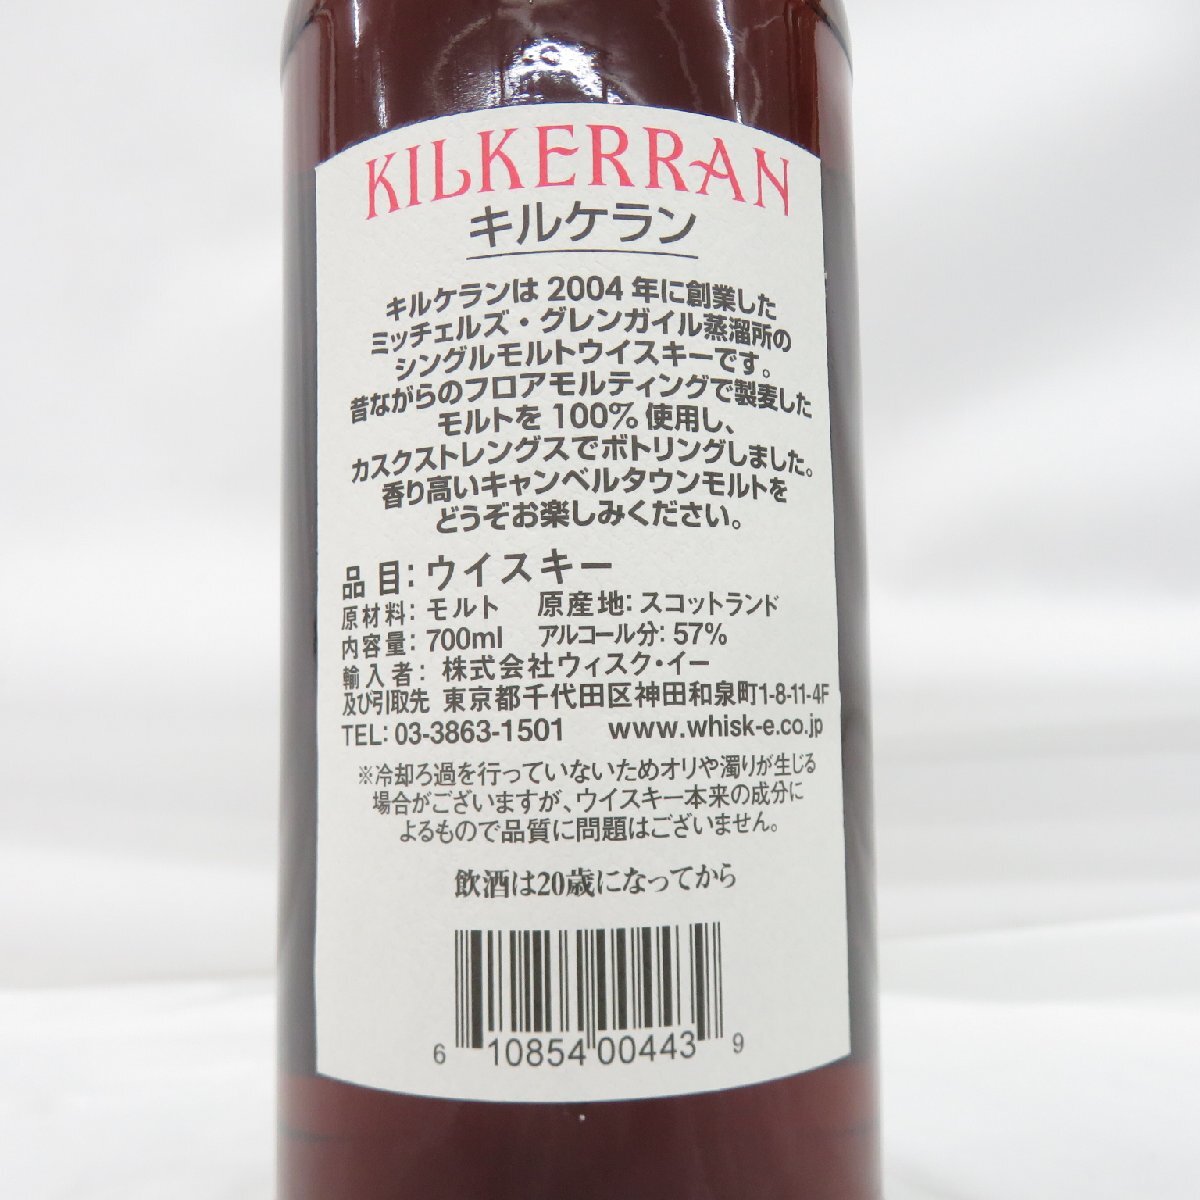 KILKERRAN
キルケラン
キルケランは 2004 年に創業した
ミッチェルズ・グレンガイル蒸溜所の
シングルモルトウイスキーです。
昔ながらのフロアモルティングで製麦した
モルトを 100% 使用し、
カスクストレングスでボトリングしました。
香り高いキャンベルタウンモルトを
どうぞお楽しみください。
品目：ウイスキー
原材料：モルト 原産地：スコットランド
内容量：700ml アルコール分：57%
輸入者：株式会社ウィスク・イー
及び引取先 東京都千代田区神田和泉町1-8-11-4F
TEL：03-3863-1501 www.whisk-e.co.jp
※冷却ろ過を行っていないためオリや濁りが生じる
場合がございますが、ウイスキー本来の成分に
よるもので品質に問題はございません。
飲酒は20歳になってから
6 10854 00443 9